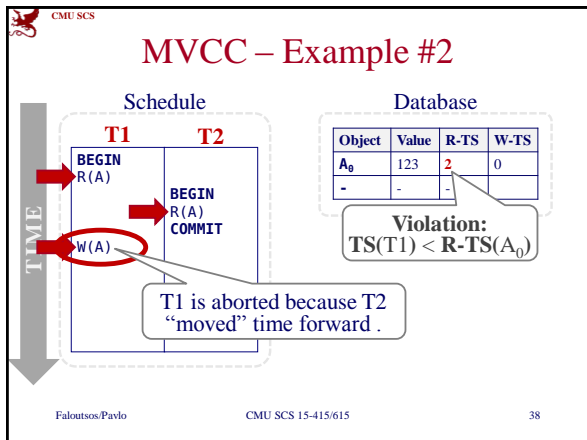 CMU SCS
MVCC – Example #2
Schedule
T1 T2
BEGIN
R(A)
BEGIN
R(A)
COMMIT
W(A)
TIME
T1 is aborted because T2
“moved” time forward .
Database
Object Value R-TS W-TS
A0 123 2 0
- - -
Violation:
TS(T1) < R-TS(A0)
Faloutsos/Pavlo CMU SCS 15-415/615 38